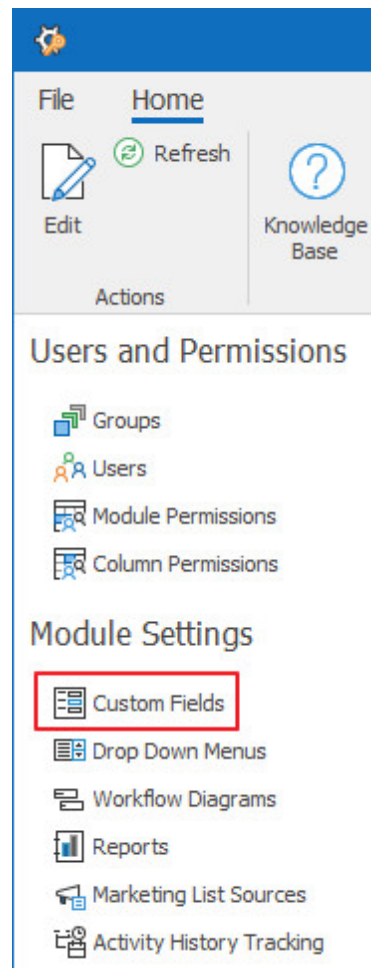 File Home
Refresh
Edit
Knowledge
Base
Actions
Users and Permissions
Groups
Users
Module Permissions
Column Permissions
Module Settings
Custom Fields
Drop Down Menus
Workflow Diagrams
Reports
Marketing List Sources
Activity History Tracking